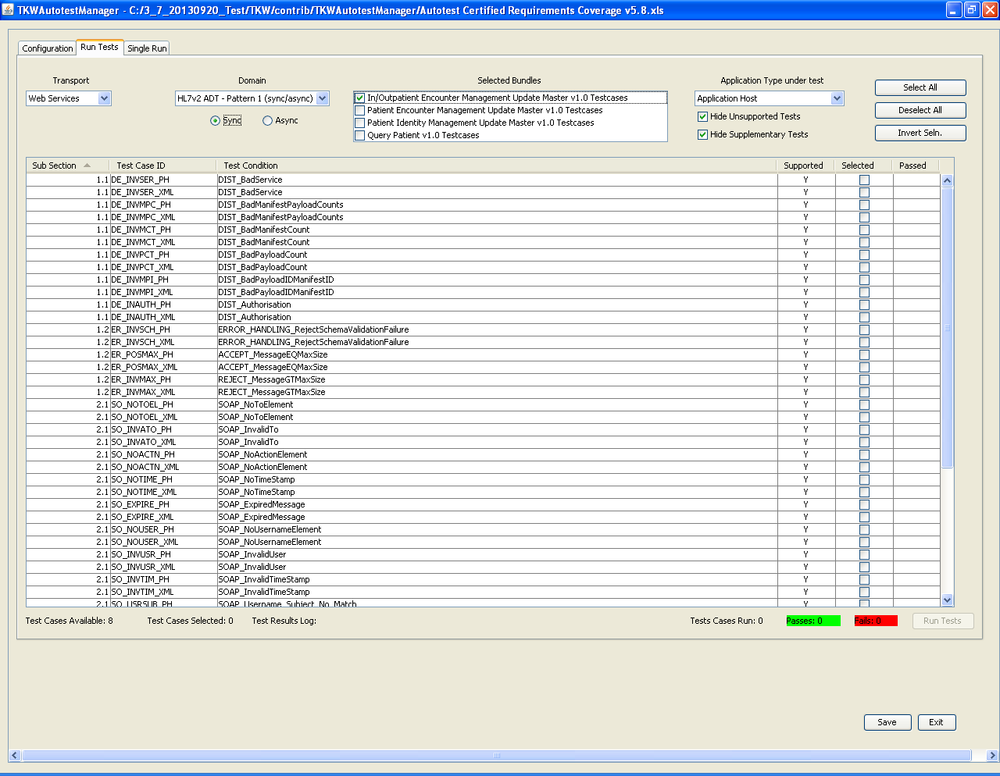 TKWAutotestManager - C:/3_7_20130920_Test/TKW/contrib/TKWAutotestManager/Autotest Certified Requirements Coverage v5.8.xls
Configuration Run Tests Single Run
Transport Domain Selected Bundles Application Type under test
Web Services HL7v2 ADT - Pattern 1 (sync/async) Application Host
Sync Async
In/Outpatient Encounter Management Update Master v1.0 Testcases
Patient Encounter Management Update Master v1.0 Testcases
Patient Identity Management Update Master v1.0 Testcases
Query Patient v1.0 Testcases
Hide Unsupported Tests
Hide Supplementary Tests
Select All
Deselect All
Invert Seln.
Sub Section Test Case ID Test Condition Supported Selected Passed
1.1 DE_INVSER_PH DIST_BadService Y
1.1 DE_INVSER_XML DIST_BadService Y
1.1 DE_INVMPC_PH DIST_BadManifestPayloadCounts Y
1.1 DE_INVMPC_XML DIST_BadManifestPayloadCounts Y
1.1 DE_INVMCT_PH DIST_BadManifestCount Y
1.1 DE_INVMCT_XML DIST_BadManifestCount Y
1.1 DE_INVPCT_PH DIST_BadPayloadCount Y
1.1 DE_INVPCT_XML DIST_BadPayloadCount Y
1.1 DE_INVMPI_PH DIST_BadPayloadIDManifestID Y
1.1 DE_INVMPI_XML DIST_BadPayloadIDManifestID Y
1.1 DE_INAUTH_PH DIST_Authorisation Y
1.1 DE_INAUTH_XML DIST_Authorisation Y
1.2 ER_INVSCH_PH ERROR_HANDLING_RejectSchemaValidationFailure Y
1.2 ER_INVSCH_XML ERROR_HANDLING_RejectSchemaValidationFailure Y
1.2 ER_POSMAX_PH ACCEPT_MessageEQMaxSize Y
1.2 ER_POSMAX_XML ACCEPT_MessageEQMaxSize Y
1.2 ER_INVMAX_PH REJECT_MessageGTMaxSize Y
1.2 ER_INVMAX_XML REJECT_MessageGTMaxSize Y
2.1 SO_NOTOEL_PH SOAP_NoToElement Y
2.1 SO_NOTOEL_XML SOAP_NoToElement Y
2.1 SO_INVATO_PH SOAP_InvalidTo Y
2.1 SO_INVATO_XML SOAP_InvalidTo Y
2.1 SO_NOACTN_PH SOAP_NoActionElement Y
2.1 SO_NOACTN_XML SOAP_NoActionElement Y
2.1 SO_NOTIME_PH SOAP_NoTimeStamp Y
2.1 SO_NOTIME_XML SOAP_NoTimeStamp Y
2.1 SO_EXPIRE_PH SOAP_ExpiredMessage Y
2.1 SO_EXPIRE_XML SOAP_ExpiredMessage Y
2.1 SO_NOUSER_PH SOAP_NoUsernameElement Y
2.1 SO_NOUSER_XML SOAP_NoUsernameElement Y
2.1 SO_INVUSR_PH SOAP_InvalidUser Y
2.1 SO_INVUSR_XML SOAP_InvalidUser Y
2.1 SO_INVTIM_PH SOAP_InvalidTimeStamp Y
2.1 SO_INVTIM_XML SOAP_InvalidTimeStamp Y
2.1 SO_USRSUB_PH SOAP_Username_Subject_No_Match Y
Test Cases Available: 8 Test Cases Selected: 0 Test Results Log: Tests Cases Run: 0 Passes: 0 Fails: 0 Run Tests
Save Exit